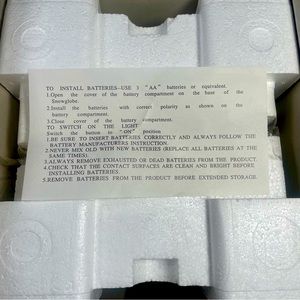 TO INSTALL BATTERIES-USE 3 "AA" batteries or equivalent.
1.Open the cover of the battery compartment on the base of the
Snowglobe.
2.Install the batteries with correct polarity as shown on the
battery compartment.
3.Close cover of the battery compartment.
TO SWITCH ON THE LIGHT
Switch the button to "ON" position
1.BE SURE TO INSERT BATTERIES CORRECTLY AND ALWAYS FOLLOW THE
BATTERY MANUFACTURERS INSTRUCTION.
2.NEVER MIX OLD WITH NEW BATTERIES (REPLACE ALL BATTERIES AT THE
SAME TIMES).
3.ALWAYS REMOVE EXHAUSTED OR DEAD BATTERIES FROM THE PRODUCT
4.CHECK THAT THE CONTACT SURFACES ARE CLEAN AND BRIGHT BEFORE
INSTALLING BATTERIES.
5.REMOVE BATTERIES FROM THE PRODUCT BEFORE EXTENDED STORAGE.